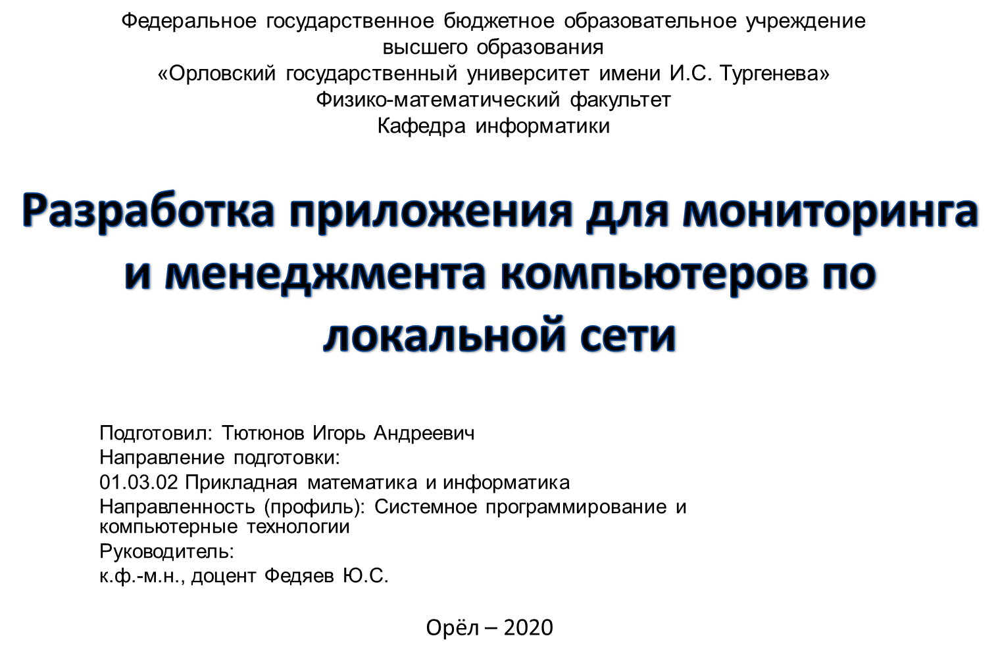 Федеральное государственное бюджетное образовательное учреждение
высшего образования
«Орловский государственный университет имени И.С. Тургенева»
Физико-математический факультет
Кафедра информатики
Разработка приложения для мониторинга
и менеджмента компьютеров по
локальной сети
Подготовил: Тютюнов Игорь Андреевич
Направление подготовки:
01.03.02 Прикладная математика и информатика
Направленность (профиль): Системное программирование и
компьютерные технологии
Руководитель:
к.ф.-м.н., доцент Федяев Ю.С.
Орёл – 2020